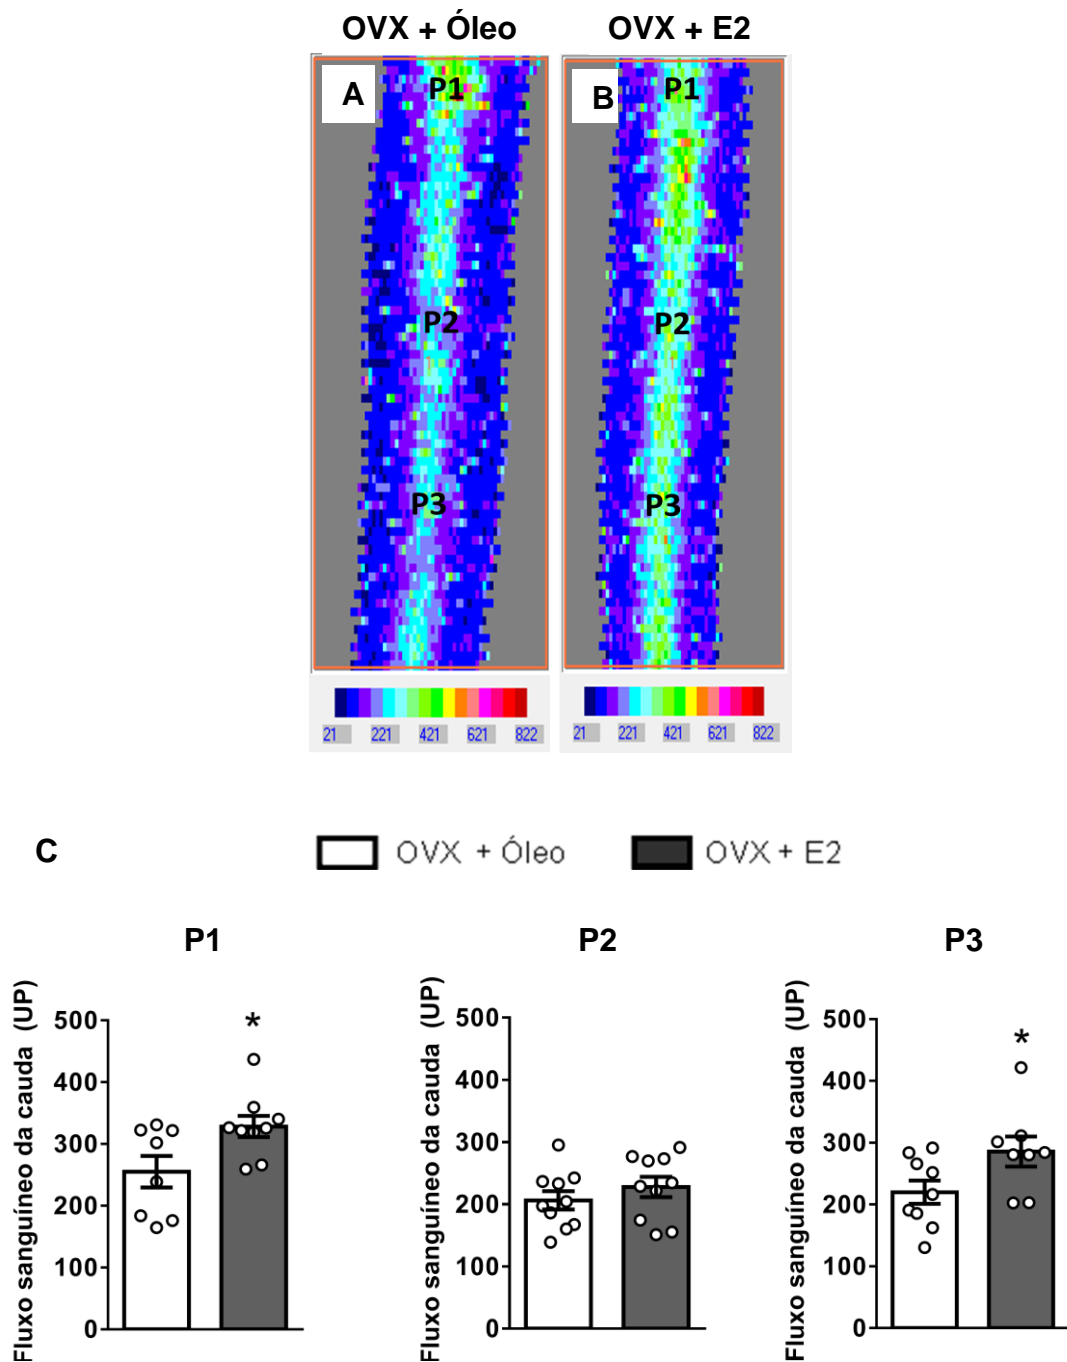 OVX + Óleo OVX + E2
A B
P1 P1
P2 P2
P3 P3
21 221 421 621 822 21 221 421 621 822
C OVX + Óleo OVX + E2
P1 P2 P3
Fluxo sanguíneo da cauda (UP)
500
400
300
200
100
0
*
Fluxo sanguíneo da cauda (UP)
500
400
300
200
100
0
Fluxo sanguíneo da cauda (UP)
500
400
300
200
100
0
*